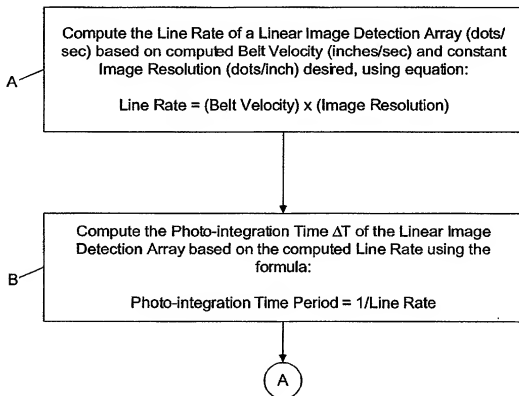 Compute the Line Rate of a Linear Image Detection Array (dots/
sec) based on computed Belt Velocity (inches/sec) and constant
Image Resolution (dots/inch) desired, using equation:
Line Rate = (Belt Velocity) x (Image Resolution)
A
Compute the Photo-integration Time ΔT of the Linear Image
Detection Array based on the computed Line Rate using the
formula:
Photo-integration Time Period = 1/Line Rate
B
A